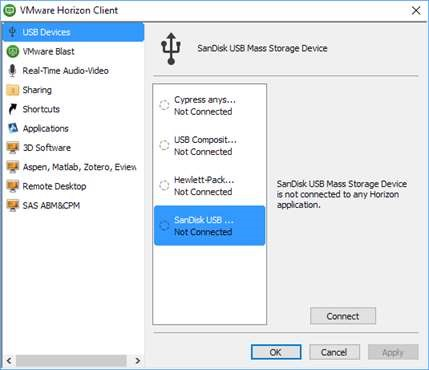 VMware Horizon Client
USB Devices
VMware Blast
Real-Time Audio-Video
Sharing
Shortcuts
Applications
3D Software
Aspen, Matlab, Zotero, Eview
Remote Desktop
SAS ABM&CPM
SanDisk USB Mass Storage Device
Cypress anys...
Not Connected
USB Composit...
Not Connected
Hewlett-Pack...
Not Connected
SanDisk USB ...
Not Connected
SanDisk USB Mass Storage Device
is not connected to any Horizon
application.
Connect
OK
Cancel
Apply